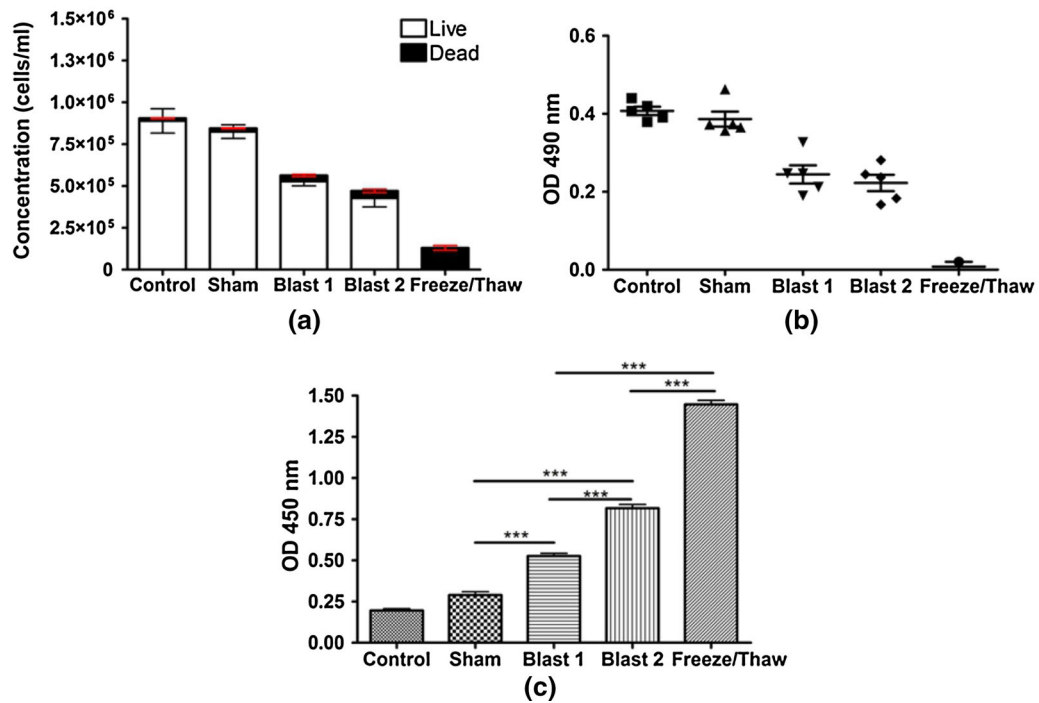 Concentration (cells/ml)
1.5×10⁶
1.3×10⁶
1.0×10⁶
7.5×10⁵
5.0×10⁵
2.5×10⁵
0
Live
Dead
Control Sham Blast 1 Blast 2 Freeze/Thaw
(a)
OD 490 nm
0.6
0.4
0.2
0.0
Control Sham Blast 1 Blast 2 Freeze/Thaw
(b)
OD 450 nm
1.50
1.25
1.00
0.75
0.50
0.25
0.00
***
***
***
***
***
Control Sham Blast 1 Blast 2 Freeze/Thaw
(c)